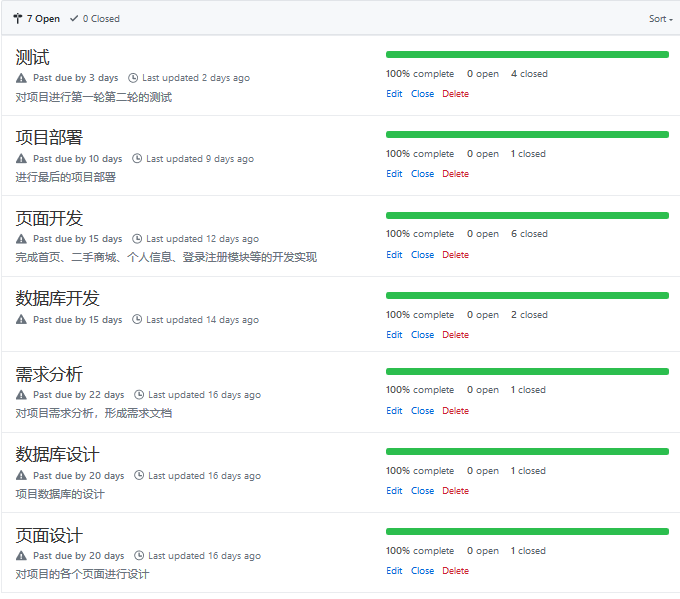 7 Open 0 Closed Sort
测试
Past due by 3 days Last updated 2 days ago
对项目进行第一轮第二轮的测试
100% complete 0 open 4 closed
Edit Close Delete
项目部署
Past due by 10 days Last updated 9 days ago
进行最后的项目部署
100% complete 0 open 1 closed
Edit Close Delete
页面开发
Past due by 15 days Last updated 12 days ago
完成首页、二手商城、个人信息、登录注册模块等的开发实现
100% complete 0 open 6 closed
Edit Close Delete
数据库开发
Past due by 15 days Last updated 14 days ago
100% complete 0 open 2 closed
Edit Close Delete
需求分析
Past due by 22 days Last updated 16 days ago
对项目需求分析，形成需求文档
100% complete 0 open 1 closed
Edit Close Delete
数据库设计
Past due by 20 days Last updated 16 days ago
项目数据库的设计
100% complete 0 open 1 closed
Edit Close Delete
页面设计
Past due by 20 days Last updated 16 days ago
对项目的各个页面进行设计
100% complete 0 open 1 closed
Edit Close Delete